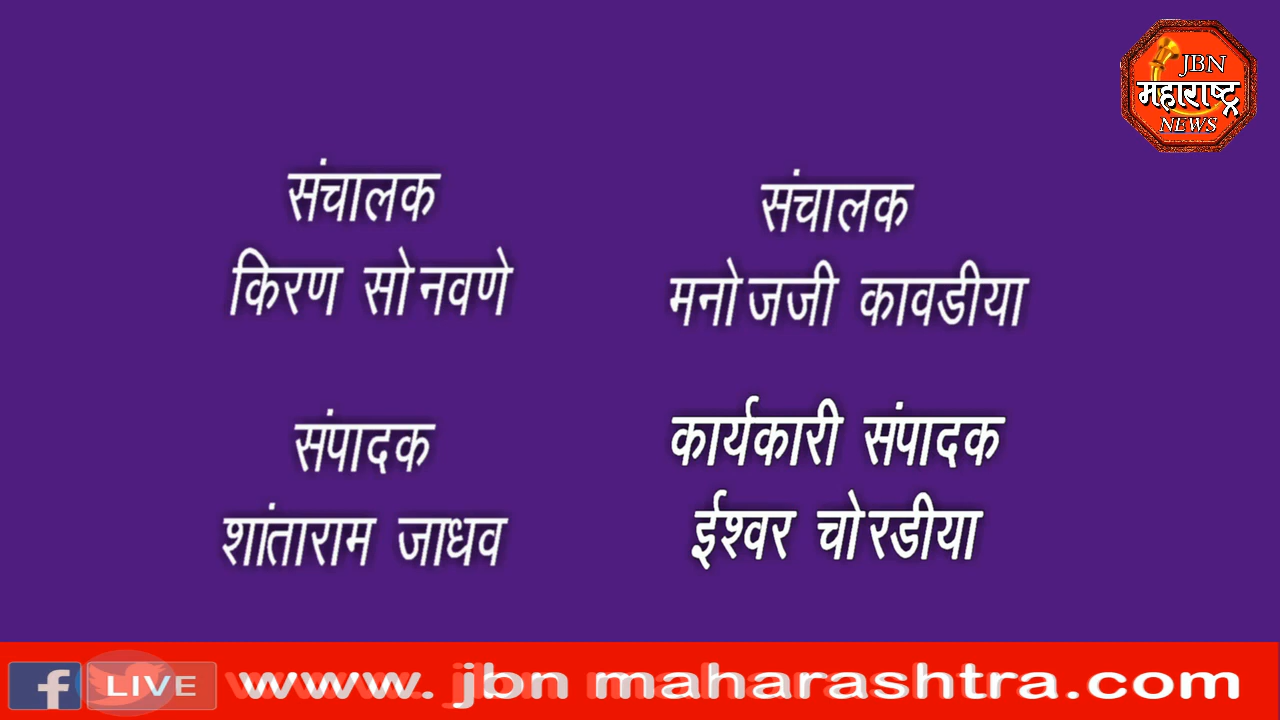 JBN
महाराष्ट्र
NEWS
संचालक
किरण सोनवणे
संचालक
मनोजजी कावडीया
संपादक
शांताराम जाधव
कार्यकारी संपादक
ईश्वर चोरडीया
f LIVE www. jbn maharashtra.com